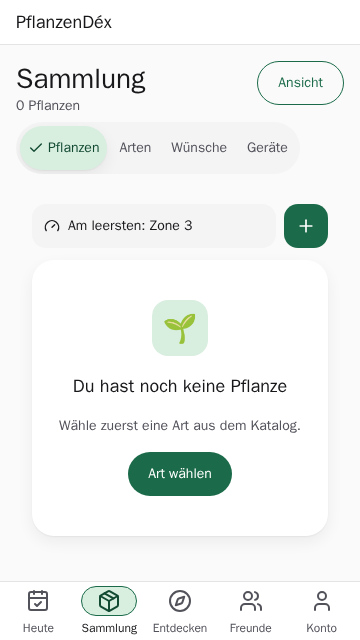 PflanzenDéx
Sammlung
0 Pflanzen
Ansicht
Pflanzen Arten Wünsche Geräte
Am leersten: Zone 3
Du hast noch keine Pflanze
Wähle zuerst eine Art aus dem Katalog.
Art wählen
Heute Sammlung Entdecken Freunde Konto